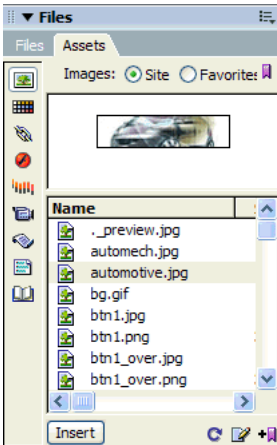 Files
Files Assets
Images: Site Favorites
Name
._preview.jpg
automech.jpg
automotive.jpg
bg.gif
btn1.jpg
btn1.png
btn1_over.jpg
btn1_over.png
Insert